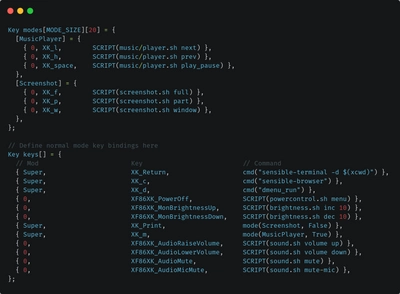 Key modes[MODE_SIZE][20] = {
[MusicPlayer] = {
{ 0, XK_l, SCRIPT(music/player.sh next) },
{ 0, XK_h, SCRIPT(music/player.sh prev) },
{ 0, XK_space, SCRIPT(music/player.sh play_pause) },
},
[Screenshot] = {
{ 0, XK_f, SCRIPT(screenshot.sh full) },
{ 0, XK_p, SCRIPT(screenshot.sh part) },
{ 0, XK_w, SCRIPT(screenshot.sh window) },
},
};
// Define normal mode key bindings here
Key keys[] = {
// Mod Key // Command
{ Super, XK_Return, cmd("sensible-terminal -d $(xcwd)") },
{ Super, XK_c, cmd("sensible-browser") },
{ Super, XK_d, cmd("dmenu_run") },
{ 0, XF86XK_PowerOff, SCRIPT(powercontrol.sh menu) },
{ 0, XF86XK_MonBrightnessUp, SCRIPT(brightness.sh inc 10) },
{ 0, XF86XK_MonBrightnessDown, SCRIPT(brightness.sh dec 10) },
{ Super, XK_Print, mode(Screenshot, False) },
{ Super, XK_m, mode(MusicPlayer, True) },
{ 0, XF86XK_AudioRaiseVolume, SCRIPT(sound.sh volume up) },
{ 0, XF86XK_AudioLowerVolume, SCRIPT(sound.sh volume down) },
{ 0, XF86XK_AudioMute, SCRIPT(sound.sh mute) },
{ 0, XF86XK_AudioMicMute, SCRIPT(sound.sh mute-mic) },
};